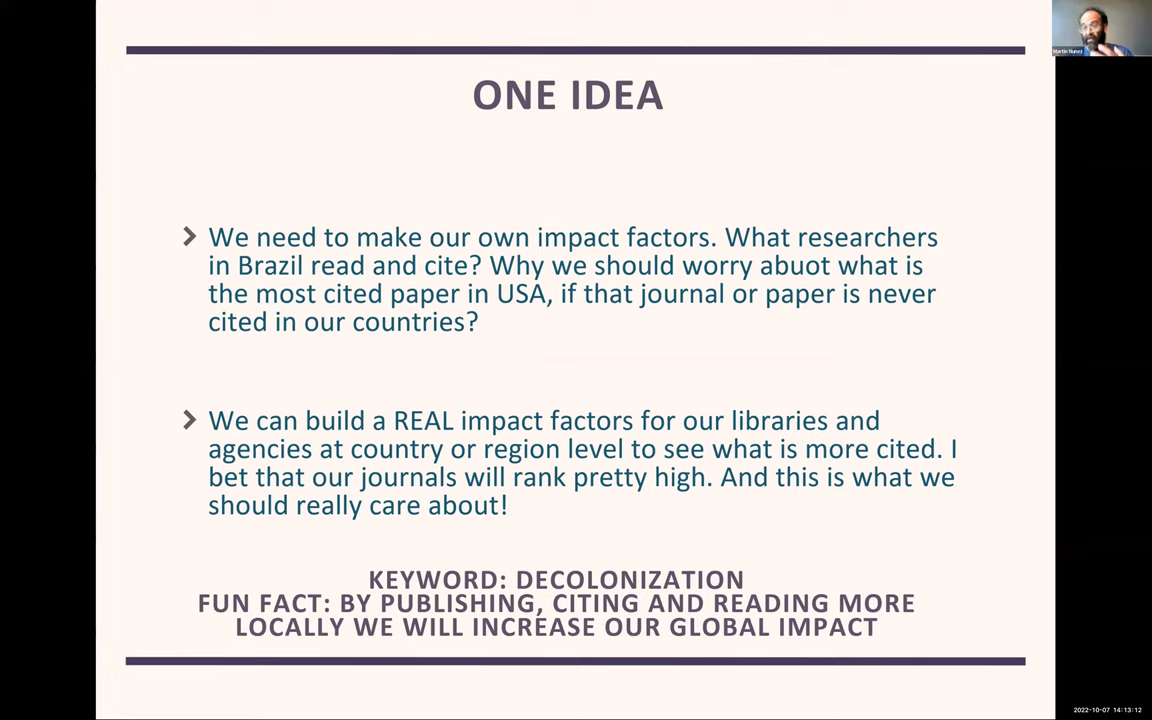 ONE IDEA
We need to make our own impact factors. What researchers
in Brazil read and cite? Why we should worry abuot what is
the most cited paper in USA, if that journal or paper is never
cited in our countries?
We can build a REAL impact factors for our libraries and
agencies at country or region level to see what is more cited. I
bet that our journals will rank pretty high. And this is what we
should really care about!
KEYWORD: DECOLONIZATION
FUN FACT: BY PUBLISHING, CITING AND READING MORE
LOCALLY WE WILL INCREASE OUR GLOBAL IMPACT
Martin Nunez
2022-10-07 14:13:12